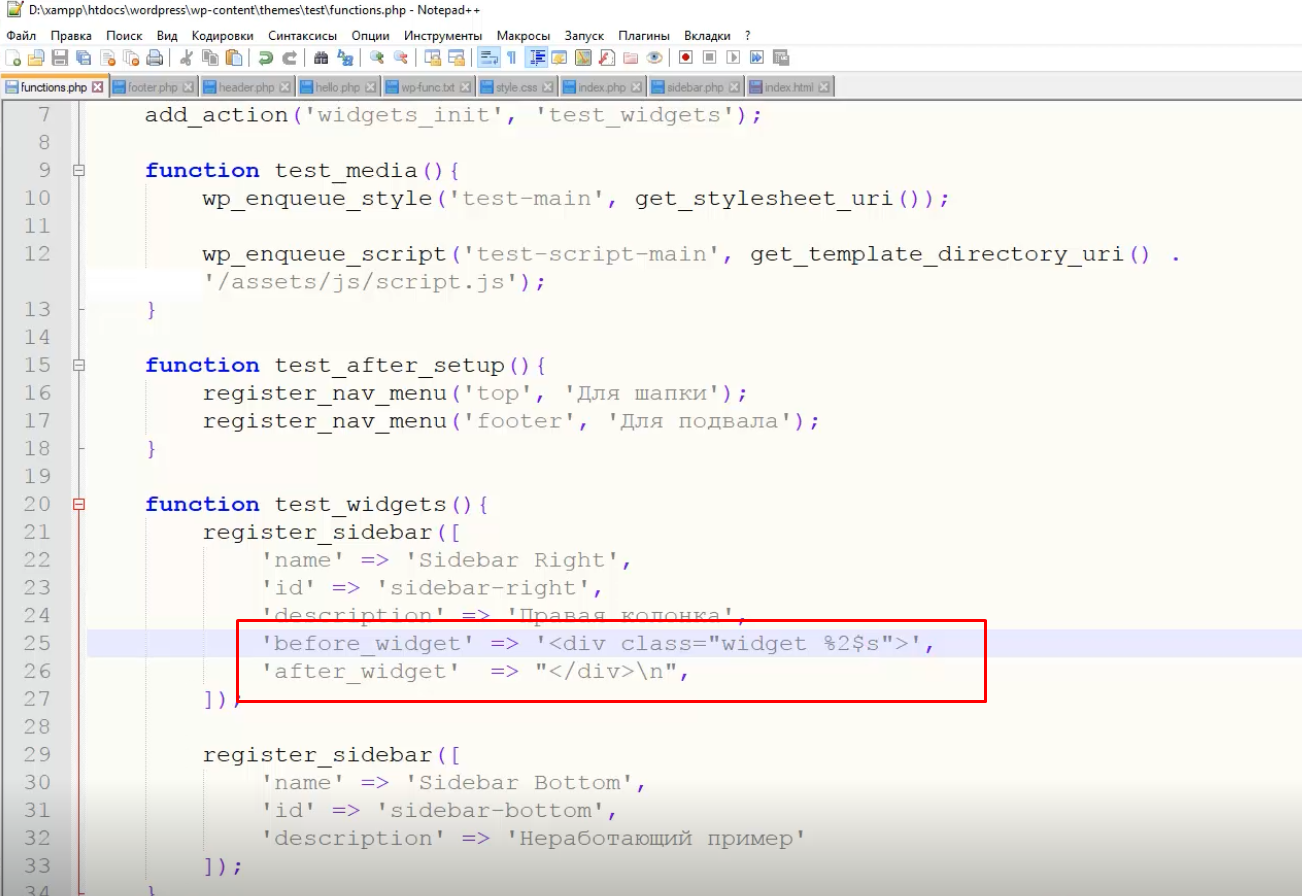 D:\xampp\htdocs\wordpress\wp-content\themes\test\functions.php - Notepad++
Файл Правка Поиск Вид Кодировки Синтаксисы Опции Инструменты Макросы Запуск Плагины Вкладки ?
functions.php footer.php header.php hello.php wp-func.txt style.css index.php sidebar.php index.html
7 add_action('widgets_init', 'test_widgets');
8
9 function test_media(){
10 wp_enqueue_style('test-main', get_stylesheet_uri());
11
12 wp_enqueue_script('test-script-main', get_template_directory_uri() .
'/assets/js/script.js');
13 }
14
15 function test_after_setup(){
16 register_nav_menu('top', 'Для шапки');
17 register_nav_menu('footer', 'Для подвала');
18 }
19
20 function test_widgets(){
21 register_sidebar([
22 'name' => 'Sidebar Right',
23 'id' => 'sidebar-right',
24 'description' => 'Правая колонка',
25 'before_widget' => '<div class="widget %2$s">',
26 'after_widget' => "</div>\n",
27 ]);
28
29 register_sidebar([
30 'name' => 'Sidebar Bottom',
31 'id' => 'sidebar-bottom',
32 'description' => 'Неработающий пример'
33 ]);
34 }